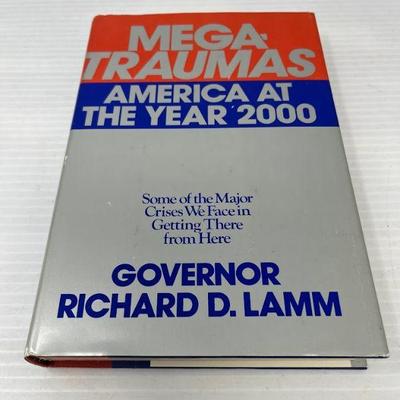 MEGA-
TRAUMAS
AMERICA AT
THE YEAR 2000
Some of the Major
Crises We Face in
Getting There
from Here
GOVERNOR
RICHARD D. LAMM